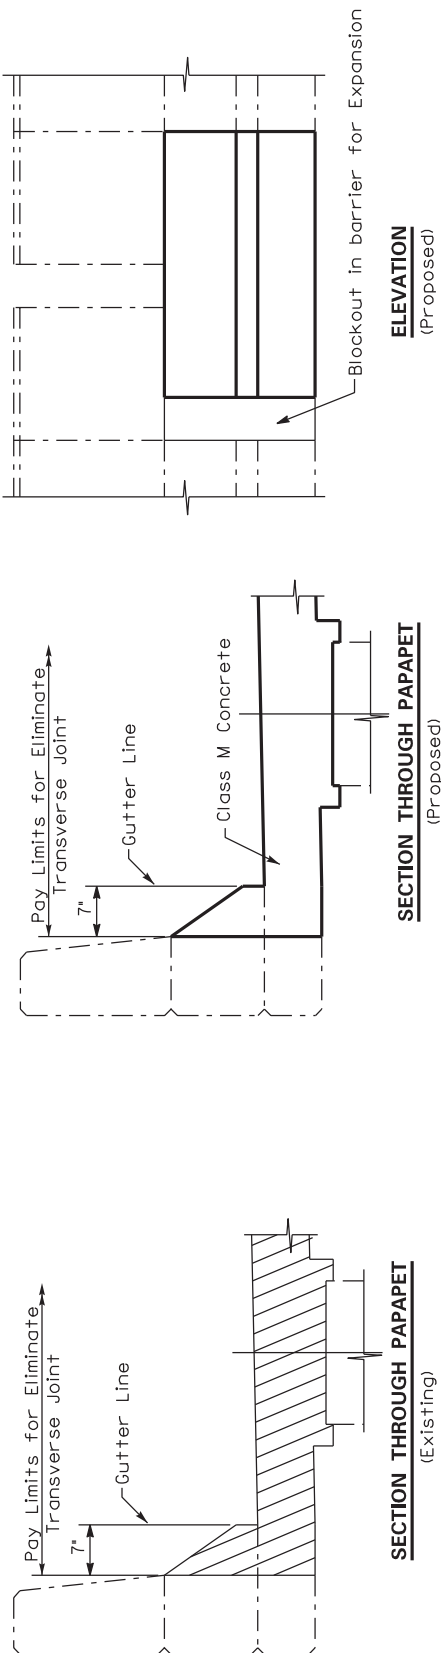 Pay Limits for Eliminate
Transverse Joint
7"
Gutter Line
SECTION THROUGH PAPAPET
(Existing)
Pay Limits for Eliminate
Transverse Joint
7"
Gutter Line
Class M Concrete
SECTION THROUGH PAPAPET
(Proposed)
Blockout in barrier for Expansion
ELEVATION
(Proposed)